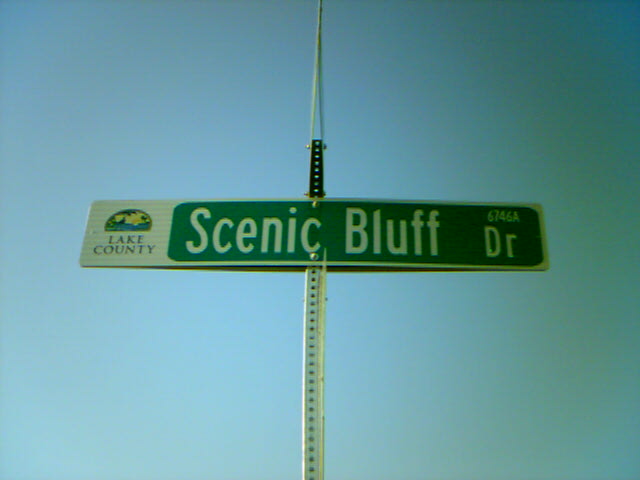 LAKE
COUNTY
Scenic Bluff Dr
6746A